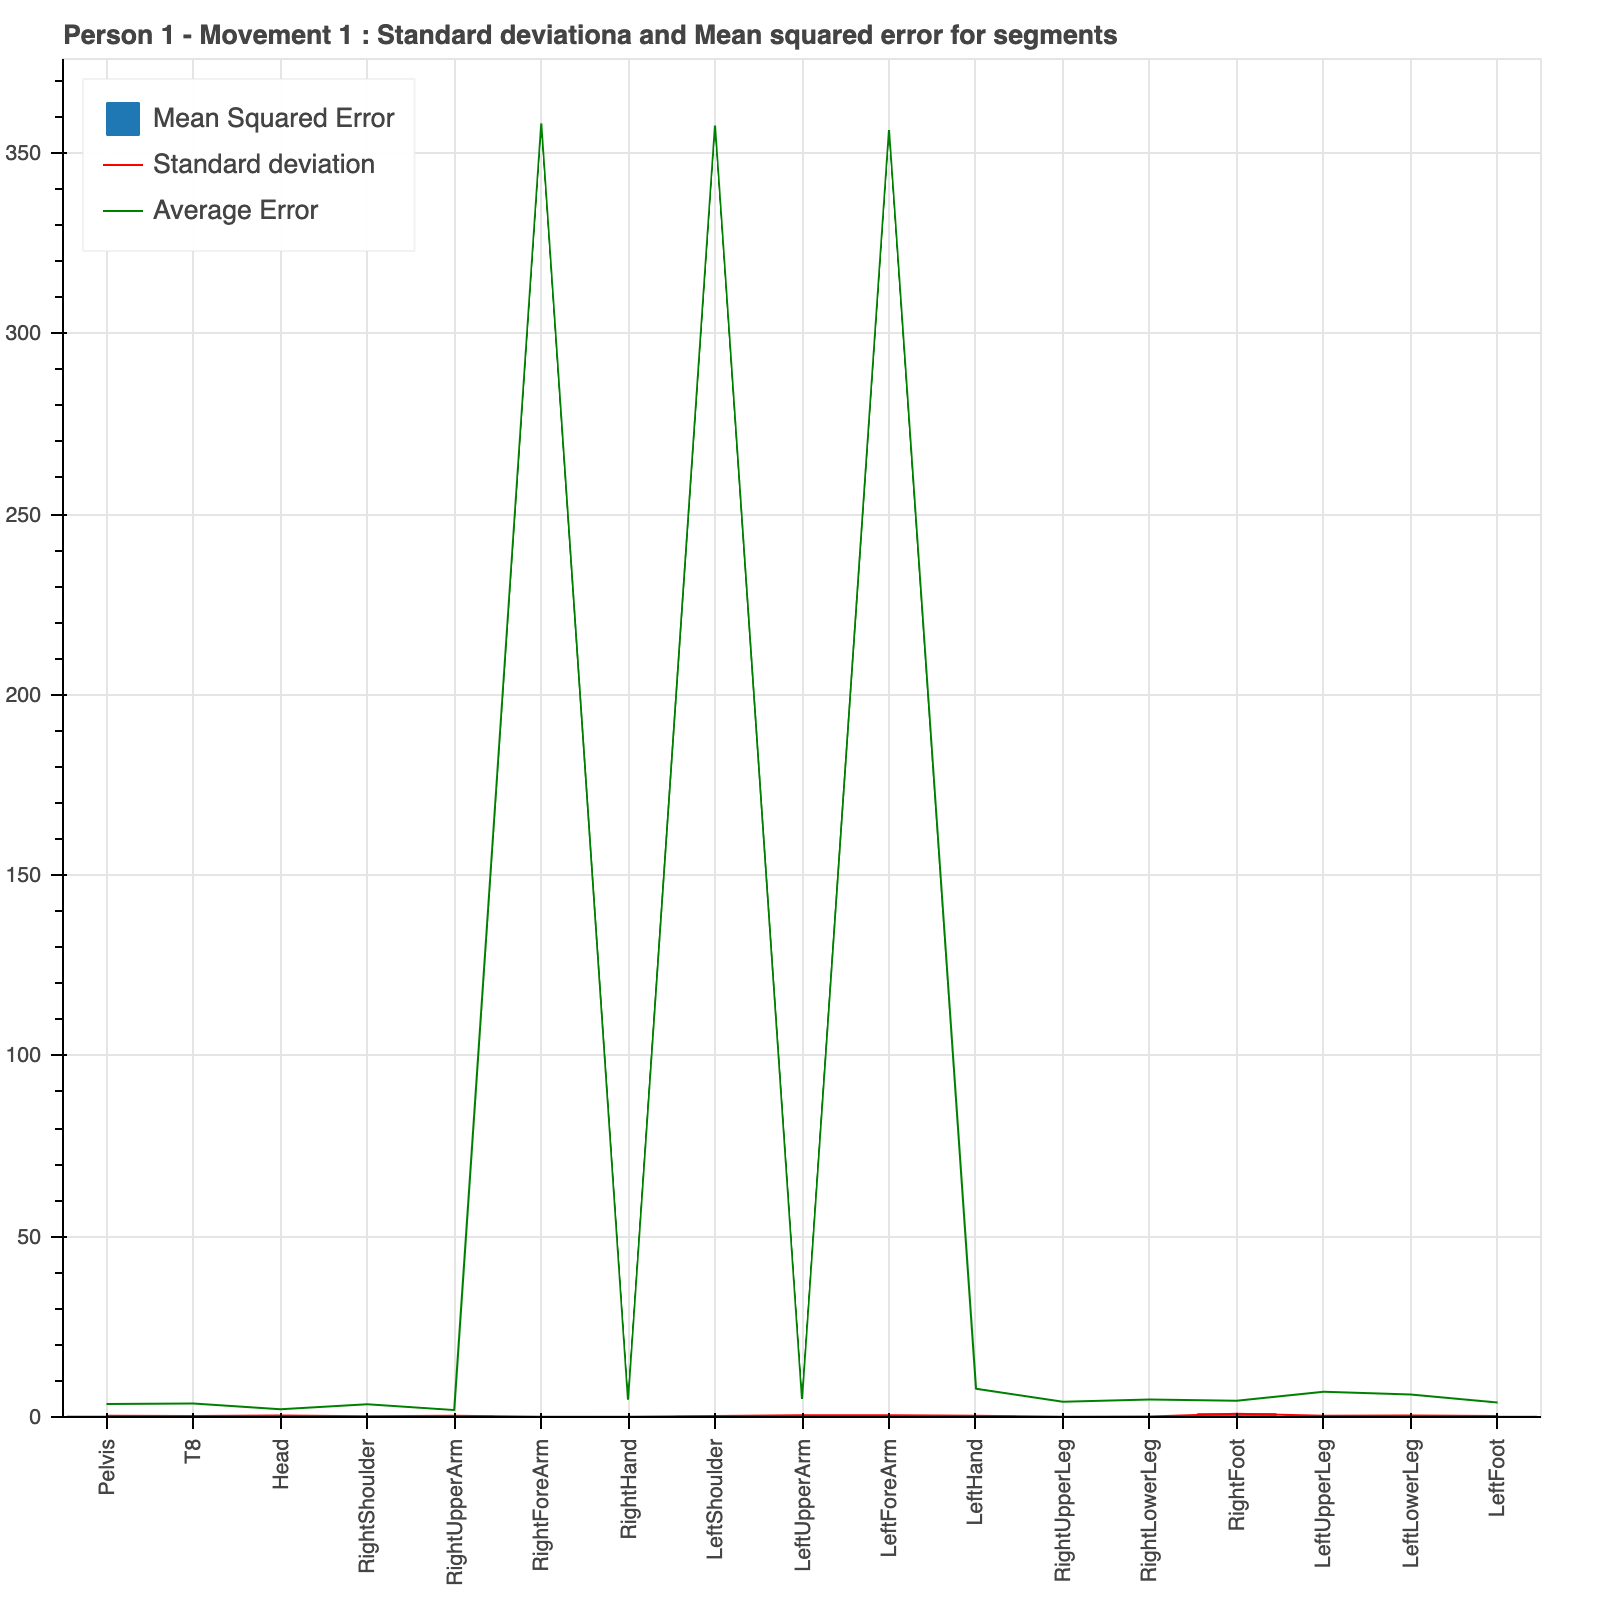 Person 1 - Movement 1 : Standard deviationa and Mean squared error for segments
Mean Squared Error
Standard deviation
Average Error
350
300
250
200
150
100
50
0
Pelvis
T8
Head
RightShoulder
RightUpperArm
RightForeArm
RightHand
LeftShoulder
LeftUpperArm
LeftForeArm
LeftHand
RightUpperLeg
RightLowerLeg
RightFoot
LeftUpperLeg
LeftLowerLeg
LeftFoot